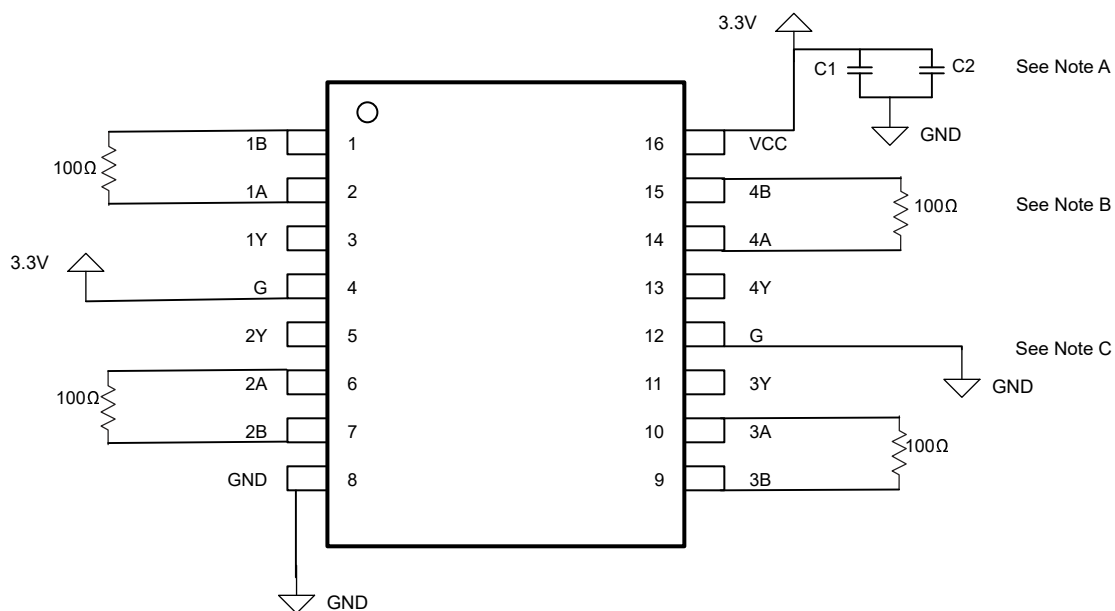 3.3V
C1
C2
See Note A
GND
1B
1
16
VCC
100Ω
1A
2
15
4B
100Ω
See Note B
1Y
3
14
4A
3.3V
G
4
13
4Y
2Y
5
12
G
See Note C
GND
100Ω
2A
6
11
3Y
2B
7
10
3A
100Ω
GND
8
9
3B
GND